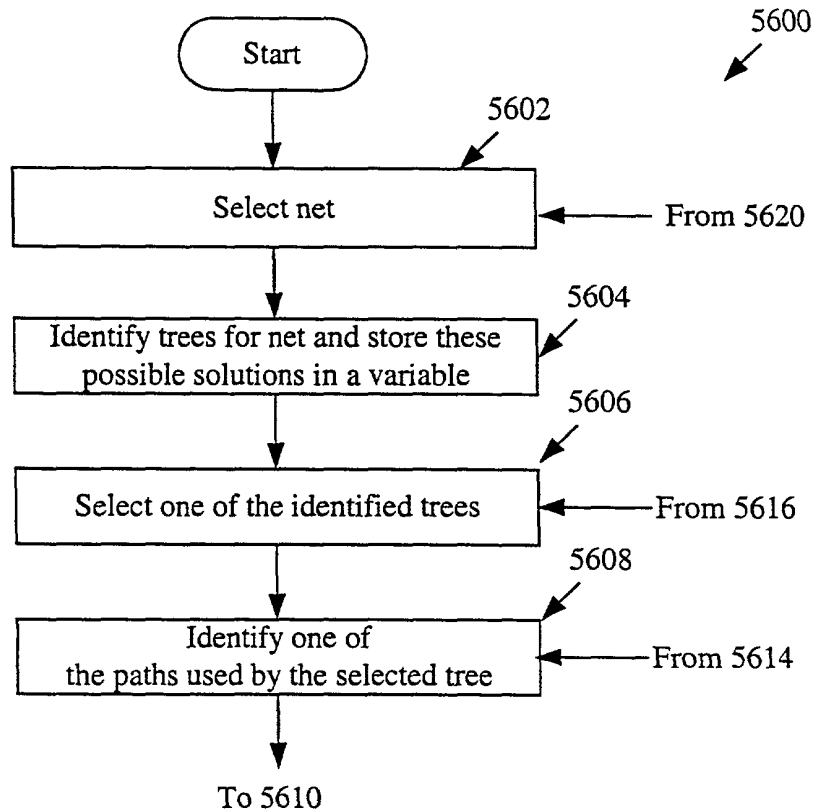 5600
Start
5602
Select net
From 5620
5604
Identify trees for net and store these
possible solutions in a variable
5606
Select one of the identified trees
From 5616
5608
Identify one of
the paths used by the selected tree
From 5614
To 5610